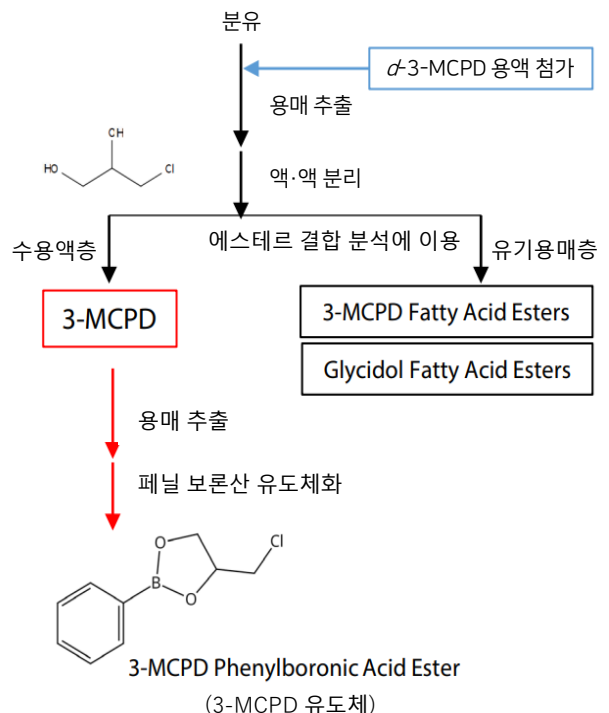 분유
d-3-MCPD 용액 첨가
용매 추출
CH
HO
Cl
액·액 분리
수용액층
에스테르 결합 분석에 이용
유기용매층
3-MCPD
3-MCPD Fatty Acid Esters
Glycidol Fatty Acid Esters
용매 추출
페닐 보론산 유도체화
Cl
O
B
O
3-MCPD Phenylboronic Acid Ester
(3-MCPD 유도체)